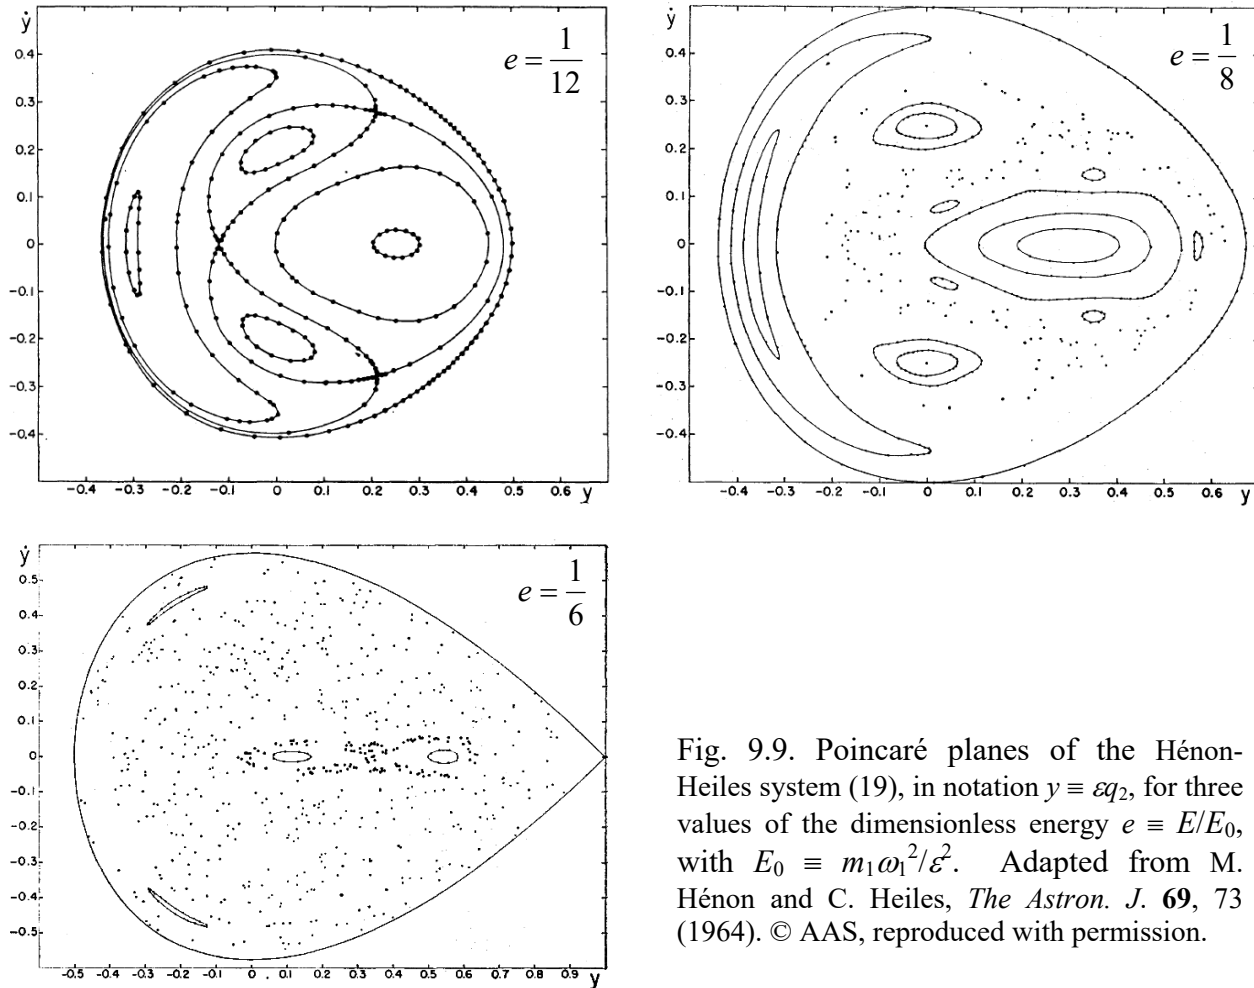 ẏ
e = 1/12
0.4
0.3
0.2
0.1
0
-0.1
-0.2
-0.3
-0.4
-0.4 -0.3 -0.2 -0.1 0 0.1 0.2 0.3 0.4 0.5 0.6 y
ẏ
e = 1/8
0.4
0.3
0.2
0.1
0
-0.1
-0.2
-0.3
-0.4
-0.4 -0.3 -0.2 -0.1 0 0.1 0.2 0.3 0.4 0.5 0.6 y
ẏ
e = 1/6
0.5
0.4
0.3
0.2
0.1
0
-0.1
-0.2
-0.3
-0.4
-0.5
-0.5 -0.4 -0.3 -0.2 -0.1 0 0.1 0.2 0.3 0.4 0.5 0.6 0.7 0.8 0.9 y
Fig. 9.9. Poincaré planes of the Hénon-
Heiles system (19), in notation y ≡ εq₂, for three
values of the dimensionless energy e ≡ E/E₀,
with E₀ ≡ m₁ω₁²/ε². Adapted from M.
Hénon and C. Heiles, The Astron. J. 69, 73
(1964). © AAS, reproduced with permission.